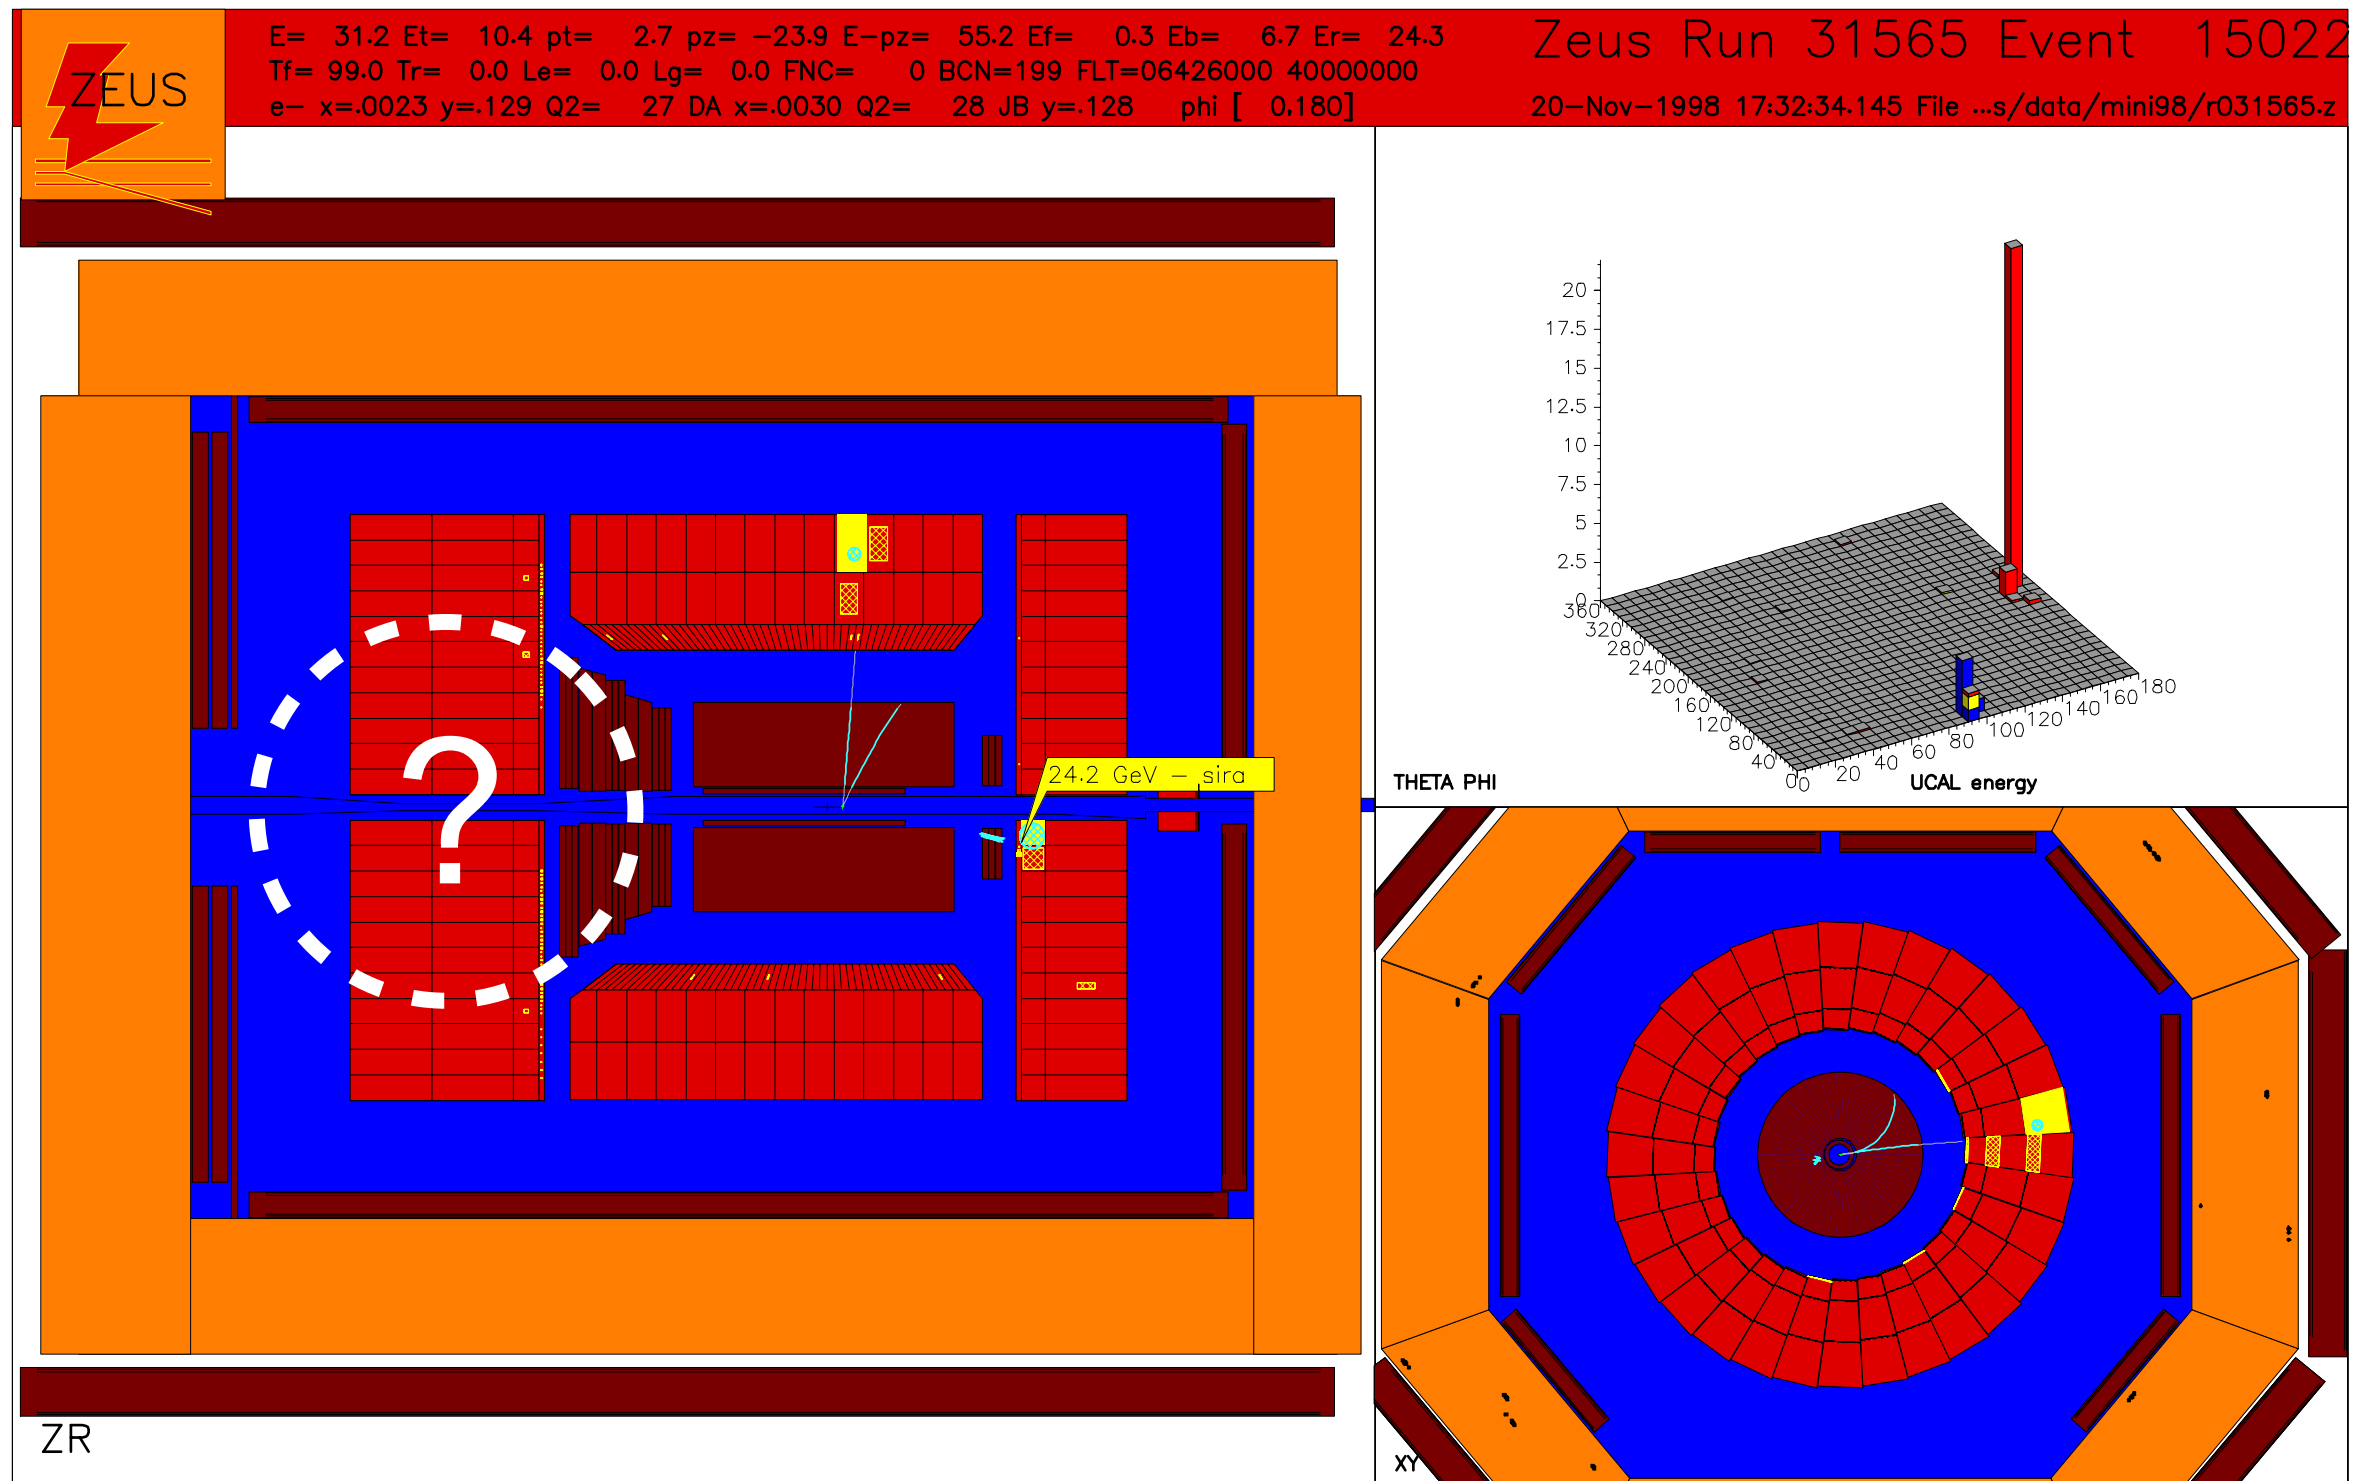 ZEUS
E= 31.2 Et= 10.4 pt= 2.7 pz= -23.9 E-pz= 55.2 Ef= 0.3 Eb= 6.7 Er= 24.3
Tf= 99.0 Tr= 0.0 Le= 0.0 Lg= 0.0 FNC= 0 BCN=199 FLT=06426000 40000000
e- x=.0023 y=.129 Q2= 27 DA x=.0030 Q2= 28 JB y=.128 phi [ 0.180]
Zeus Run 31565 Event 15022
20-Nov-1998 17:32:34.145 File ...s/data/mini98/r031565.z
?
24.2 GeV - sira
ZR
20
17.5
15
12.5
10
7.5
5
2.5
0
360
320
280
240
200
160
120
80
40
0
0
20
40
60
80
100
120
140
160
180
THETA PHI
UCAL energy
XY